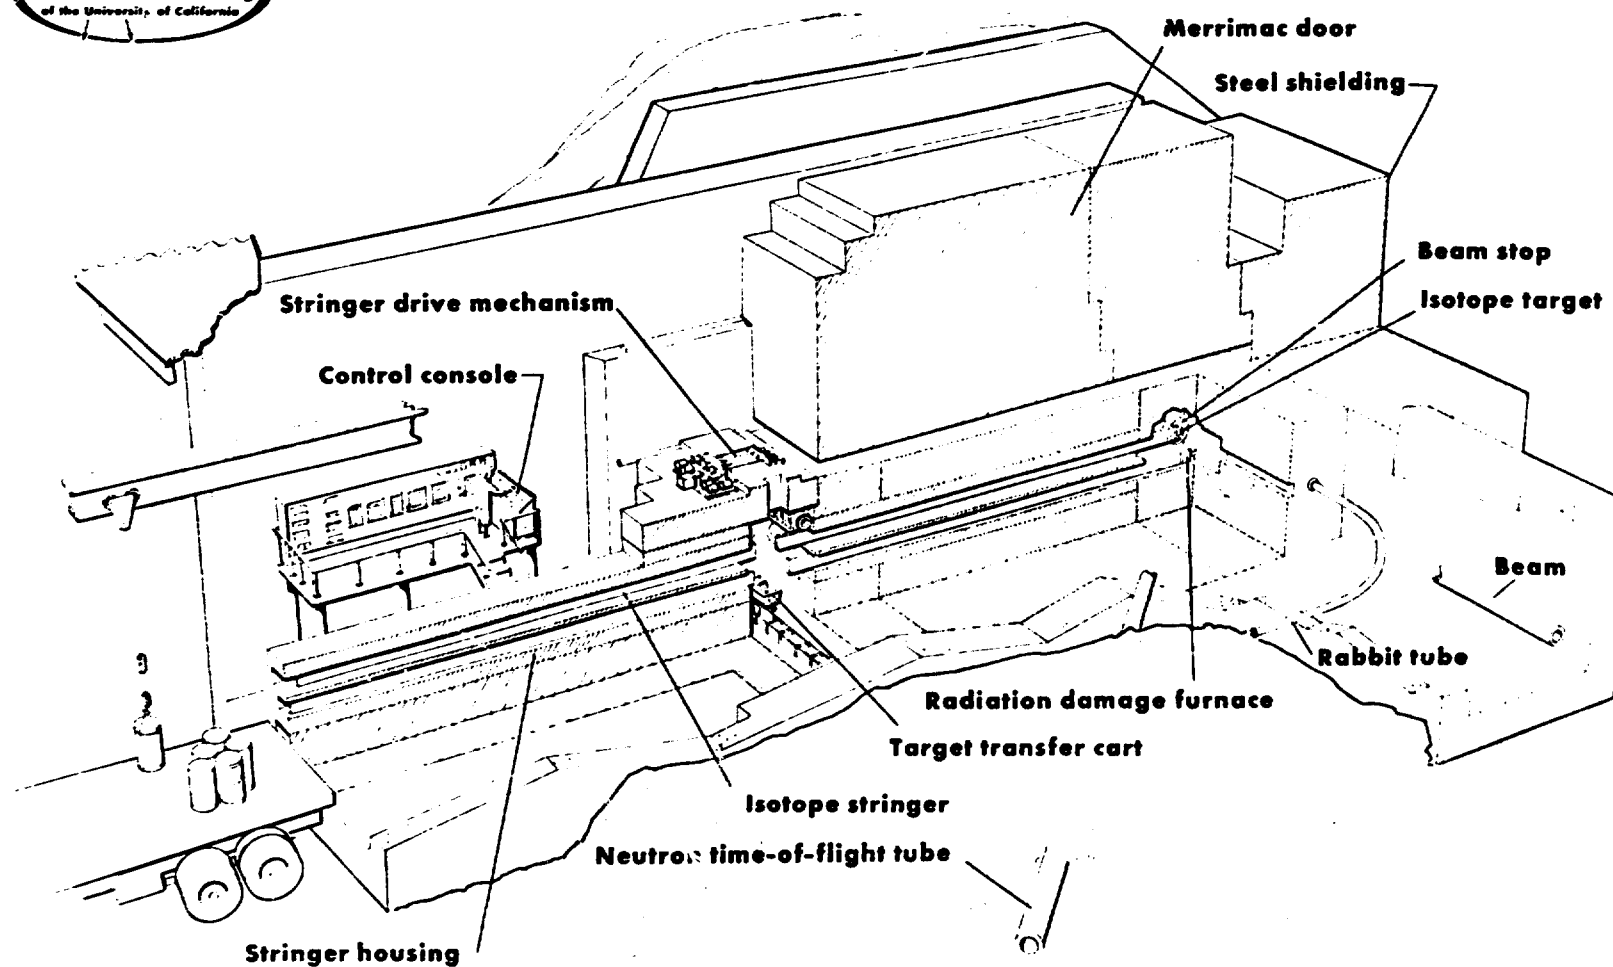 of the University of California
Merrimac door
Steel shielding
Beam stop
Isotope target
Stringer drive mechanism
Control console
Beam
Rabbit tube
Radiation damage furnace
Target transfer cart
Isotope stringer
Neutron time-of-flight tube
Stringer housing